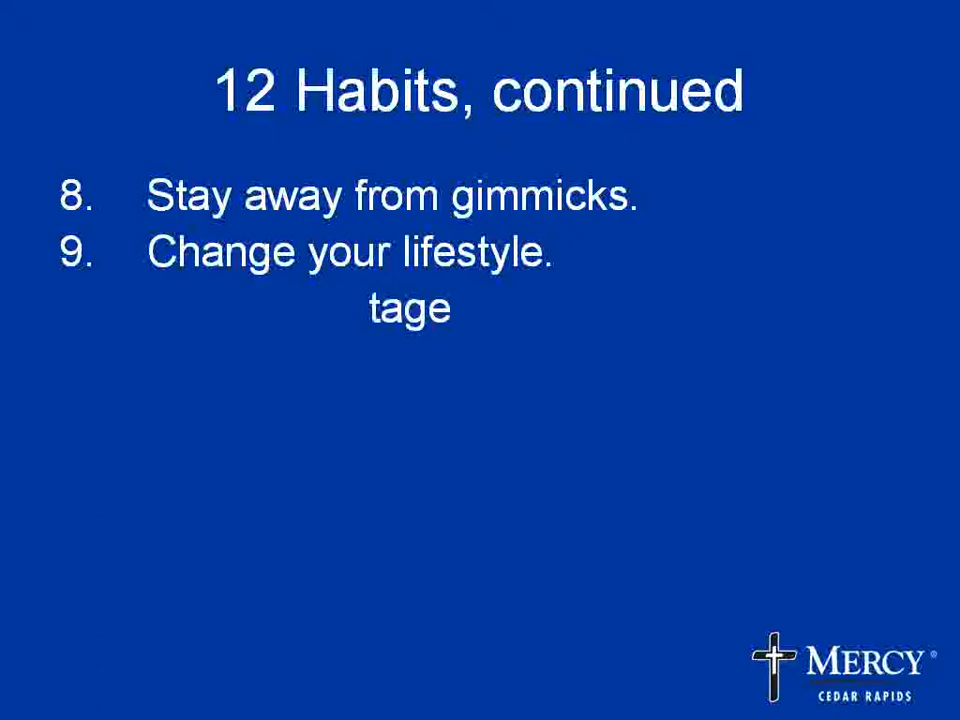 12 Habits, continued
8. Stay away from gimmicks.
9. Change your lifestyle.
tage
MERCY®
CEDAR RAPIDS